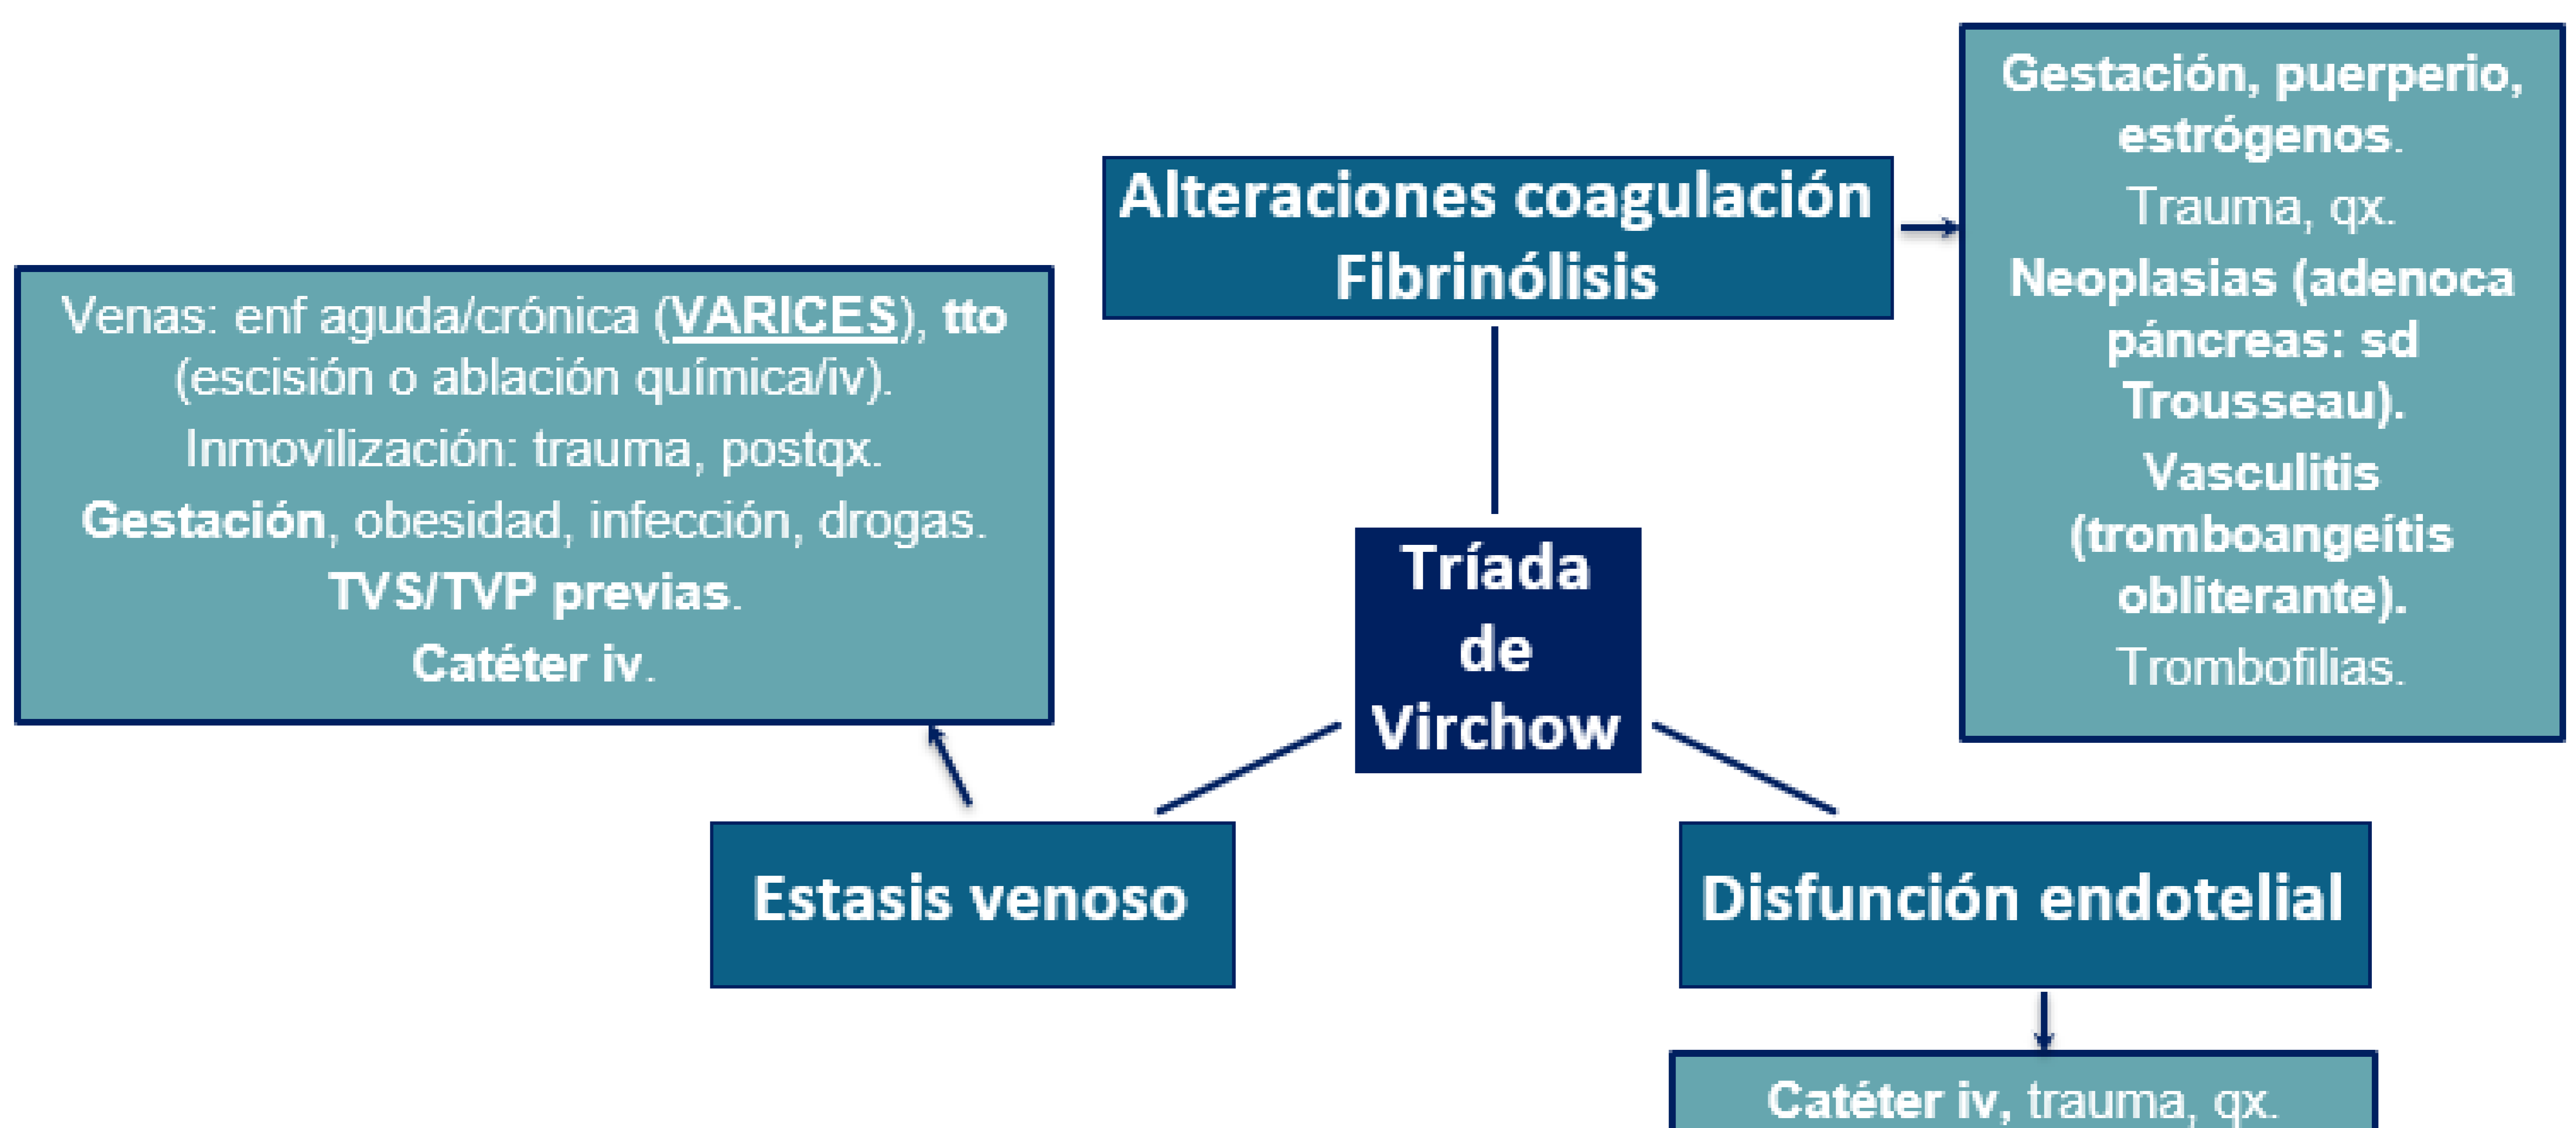 Gestación, puerperio,
estrógenos.
Trauma, qx.
Neoplasias (adenoca
páncreas: sd
Trousseau).
Vasculitis
(tromboangeítis
obliterante).
Trombofilias.
Alteraciones coagulación
Fibrinólisis
Venas: enf aguda/crónica (VARICES), tto
(escisión o ablación química/iv).
Inmovilización: trauma, postqx.
Gestación, obesidad, infección, drogas.
TVS/TVP previas.
Catéter iv.
Tríada
de
Virchow
Estasis venoso
Disfunción endotelial
Catéter iv, trauma, qx.